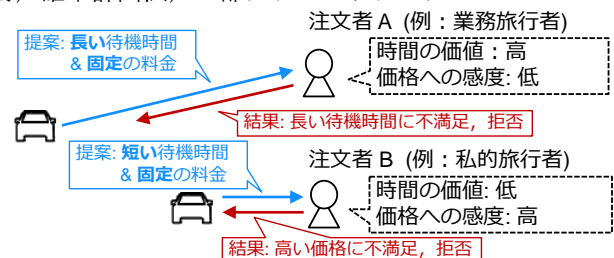 注文者 A (例：業務旅行者)
提案: 長い待機時間
& 固定の料金
時間の価値：高
価格への感度: 低
結果: 長い待機時間に不満足，拒否
提案: 短い待機時間
& 固定の料金
注文者 B (例：私的旅行者)
時間の価値: 低
価格への感度: 高
結果: 高い価格に不満足，拒否